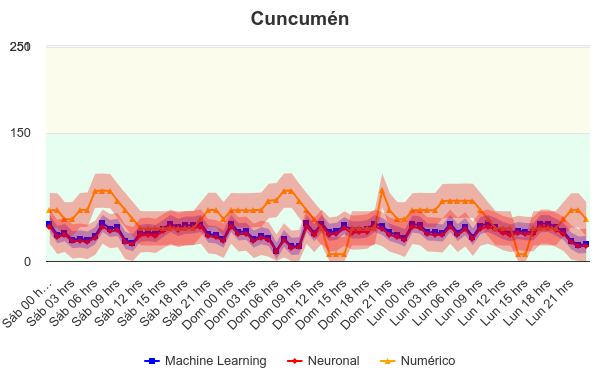 Cuncumén
250
150
0
Sáb 00 h...
Sáb 03 hrs
Sáb 06 hrs
Sáb 09 hrs
Sáb 12 hrs
Sáb 15 hrs
Sáb 18 hrs
Sáb 21 hrs
Dom 00 hrs
Dom 03 hrs
Dom 06 hrs
Dom 09 hrs
Dom 12 hrs
Dom 15 hrs
Dom 18 hrs
Dom 21 hrs
Lun 00 hrs
Lun 03 hrs
Lun 06 hrs
Lun 09 hrs
Lun 12 hrs
Lun 15 hrs
Lun 18 hrs
Lun 21 hrs
Machine Learning Neuronal Numérico